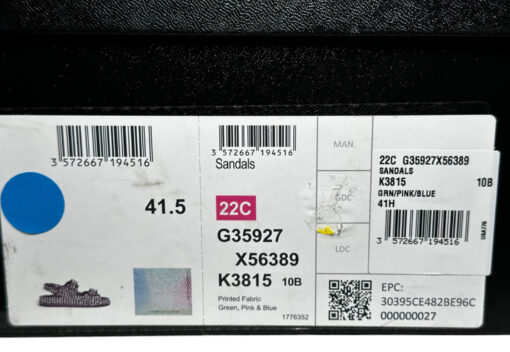 3 572667 194516
41.5
3 572667 194516
Sandals
22C
G35927
X56389
K3815 10B
Printed Fabric
Green, Pink & Blue
1776352
MAN.
GDC
LDC
22C G35927X56389
SANDALS
K3815 10B
GRN/PINK/BLUE
41H
3 572667 194516
EPC:
30395CE482BE96C
000000027